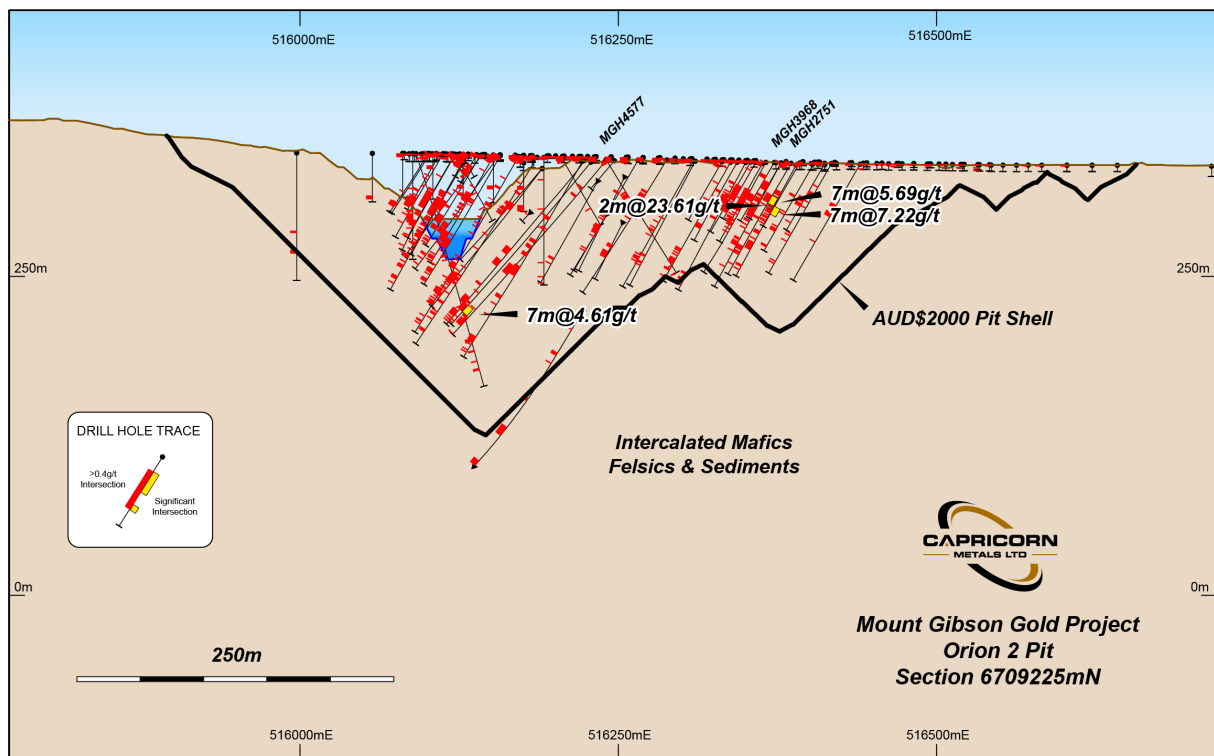 516000mE
516250mE
516500mE
MGH4577
MGH3968
MGH2751
2m@23.61g/t
7m@5.69g/t
7m@7.22g/t
250m
250m
7m@4.61g/t
AUD$2000 Pit Shell
DRILL HOLE TRACE
>0.4g/t
Intersection
Significant
Intersection
Intercalated Mafics
Felsics & Sediments
CAPRICORN
METALS LTD
0m
0m
Mount Gibson Gold Project
Orion 2 Pit
Section 6709225mN
250m
516000mE
516250mE
516500mE